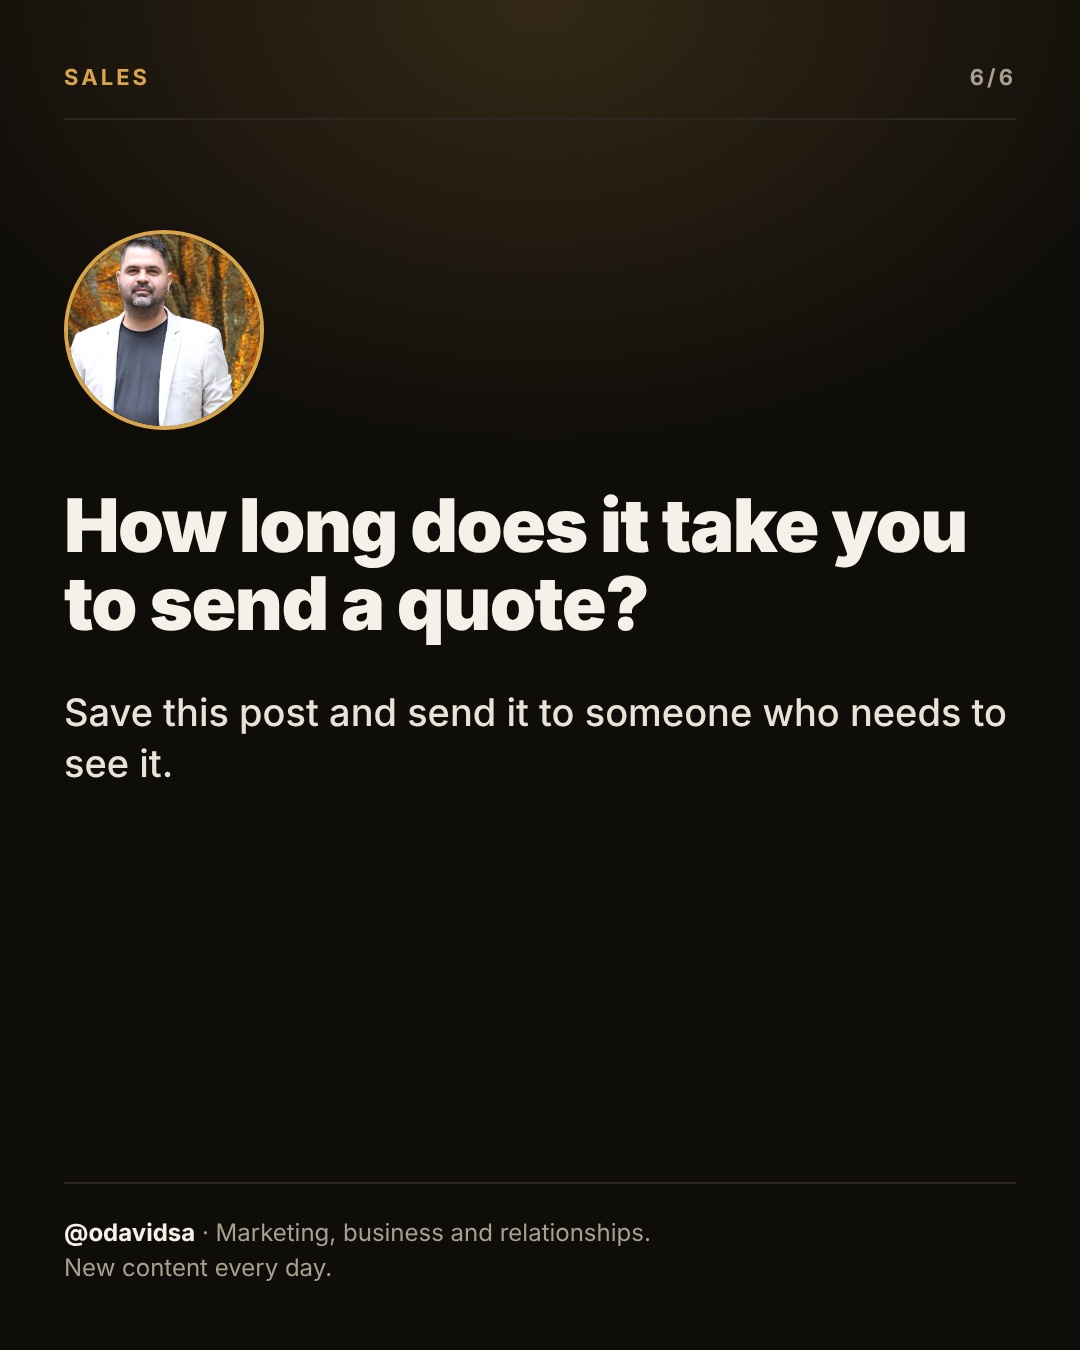 SALES
6/6
How long does it take you
to send a quote?
Save this post and send it to someone who needs to
see it.
@odavidsa · Marketing, business and relationships.
New content every day.